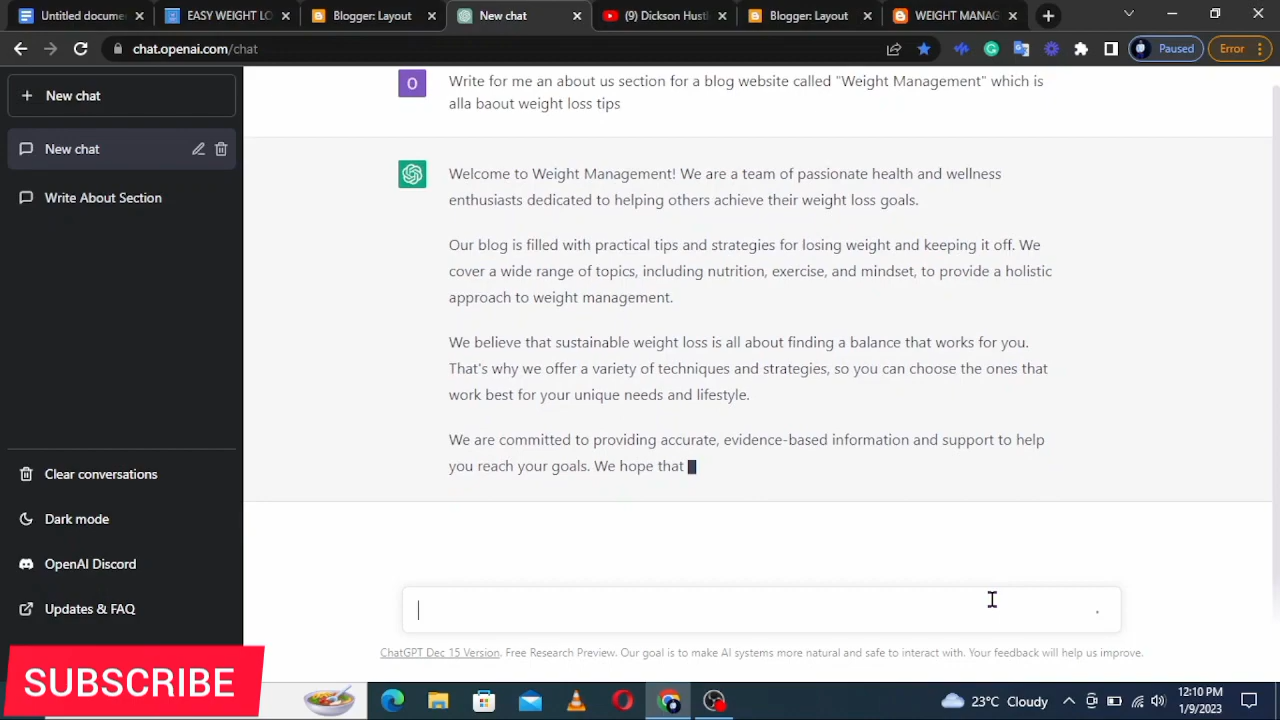 Untitled documen
EASY WEIGHT LO
Blogger: Layout
New chat
(9) Dickson Hustl
Blogger: Layout
WEIGHT MANAG
chat.openai.com/chat
Paused
Error
New chat
New chat
Write About Section
O
Write for me an about us section for a blog website called "Weight Management" which is
alla baout weight loss tips
Welcome to Weight Management! We are a team of passionate health and wellness
enthusiasts dedicated to helping others achieve their weight loss goals.
Our blog is filled with practical tips and strategies for losing weight and keeping it off. We
cover a wide range of topics, including nutrition, exercise, and mindset, to provide a holistic
approach to weight management.
We believe that sustainable weight loss is all about finding a balance that works for you.
That's why we offer a variety of techniques and strategies, so you can choose the ones that
work best for your unique needs and lifestyle.
We are committed to providing accurate, evidence-based information and support to help
you reach your goals. We hope that
Clear conversations
Dark mode
OpenAI Discord
Updates & FAQ
ChatGPT Dec 15 Version. Free Research Preview. Our goal is to make AI systems more natural and safe to interact with. Your feedback will help us improve.
SUBSCRIBE
23°C Cloudy
12:10 PM
1/9/2023